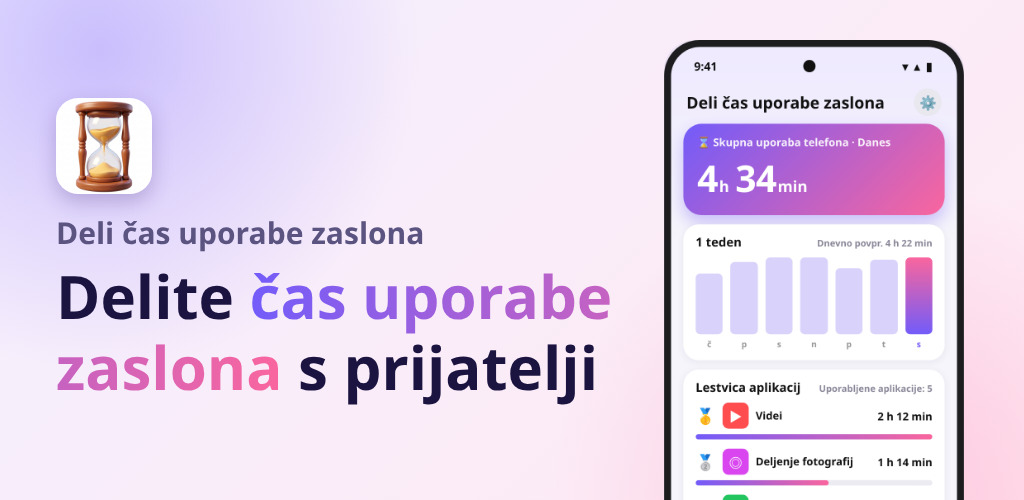 Deli čas uporabe zaslona
Delite čas uporabe
zaslona s prijatelji
9:41
Deli čas uporabe zaslona
Skupna uporaba telefona · Danes
4h 34min
1 teden
Dnevno povpr. 4 h 22 min
č p s n p t s
Lestvica aplikacij
Uporabljene aplikacije: 5
Videi
2 h 12 min
Deljenje fotografij
1 h 14 min